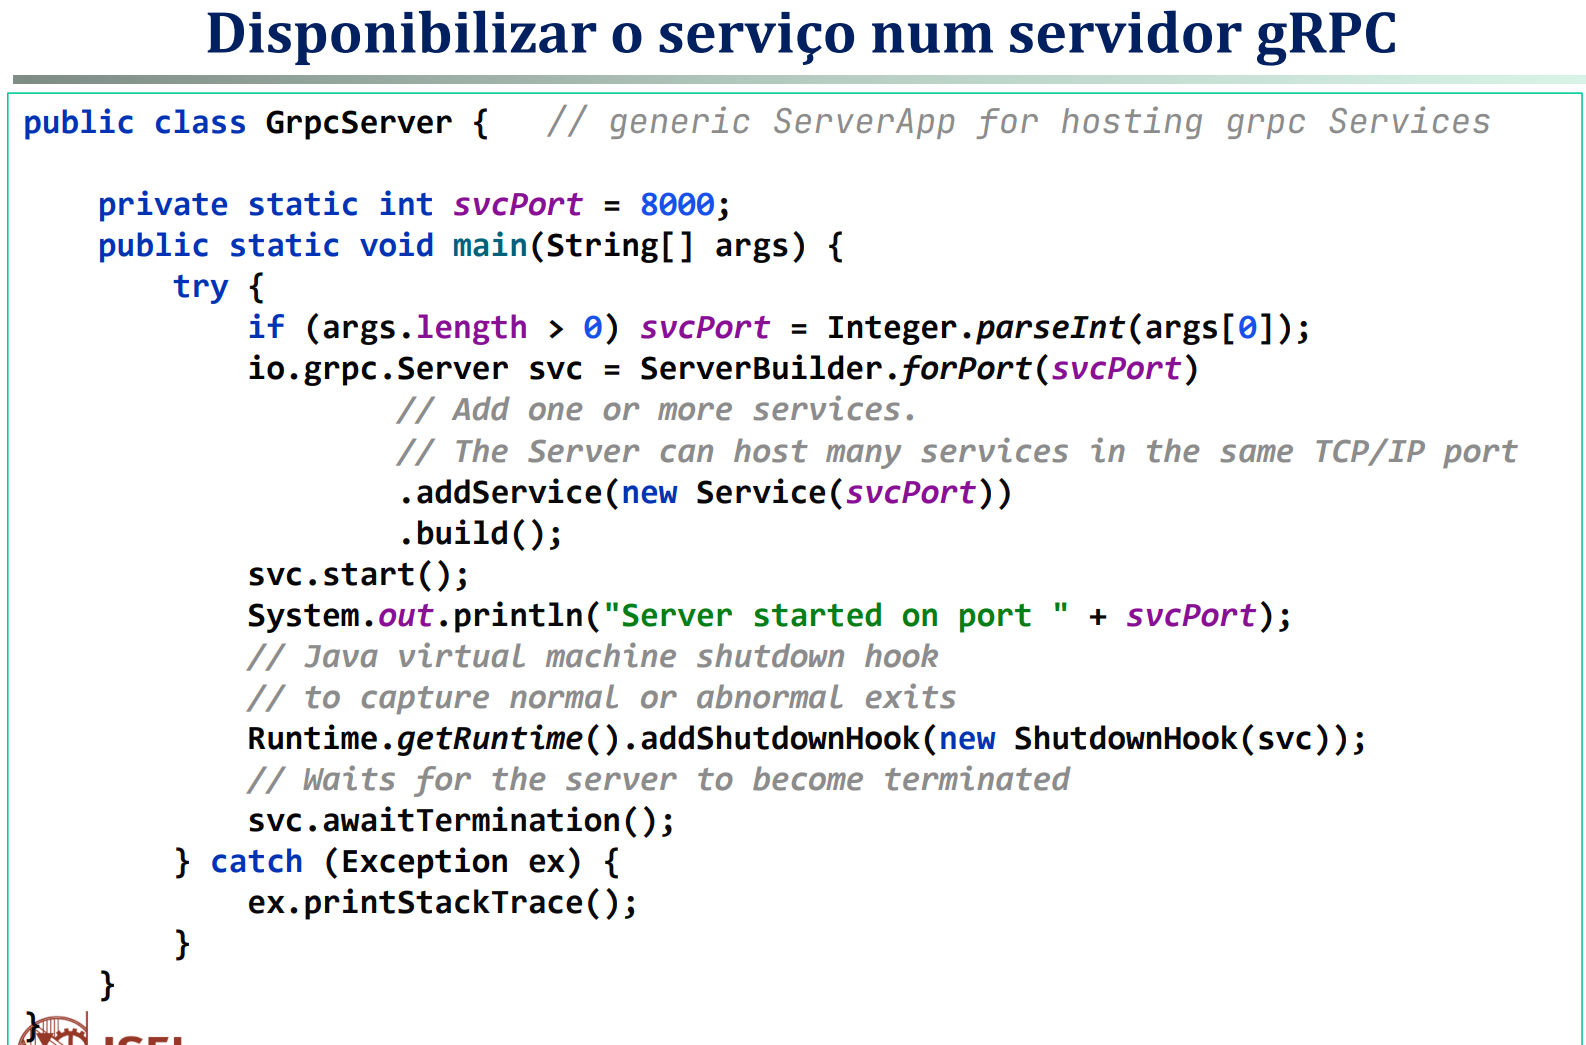 Disponibilizar o serviço num servidor gRPC
public class GrpcServer {   // generic ServerApp for hosting grpc Services
    private static int svcPort = 8000;
    public static void main(String[] args) {
        try {
            if (args.length > 0) svcPort = Integer.parseInt(args[0]);
            io.grpc.Server svc = ServerBuilder.forPort(svcPort)
                    // Add one or more services.
                    // The Server can host many services in the same TCP/IP port
                    .addService(new Service(svcPort))
                    .build();
            svc.start();
            System.out.println("Server started on port " + svcPort);
            // Java virtual machine shutdown hook
            // to capture normal or abnormal exits
            Runtime.getRuntime().addShutdownHook(new ShutdownHook(svc));
            // Waits for the server to become terminated
            svc.awaitTermination();
        } catch (Exception ex) {
            ex.printStackTrace();
        }
    }
}